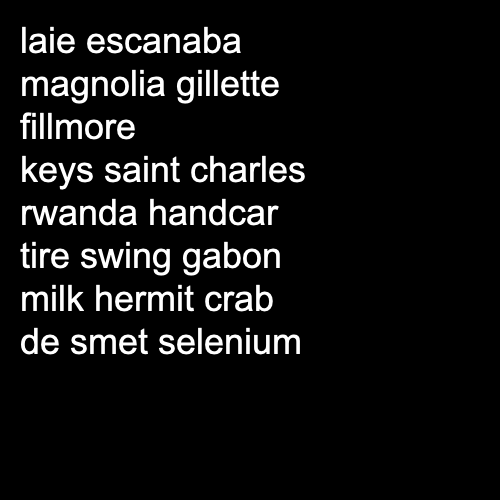 laie escanaba
magnolia gillette
fillmore
keys saint charles
rwanda handcar
tire swing gabon
milk hermit crab
de smet selenium